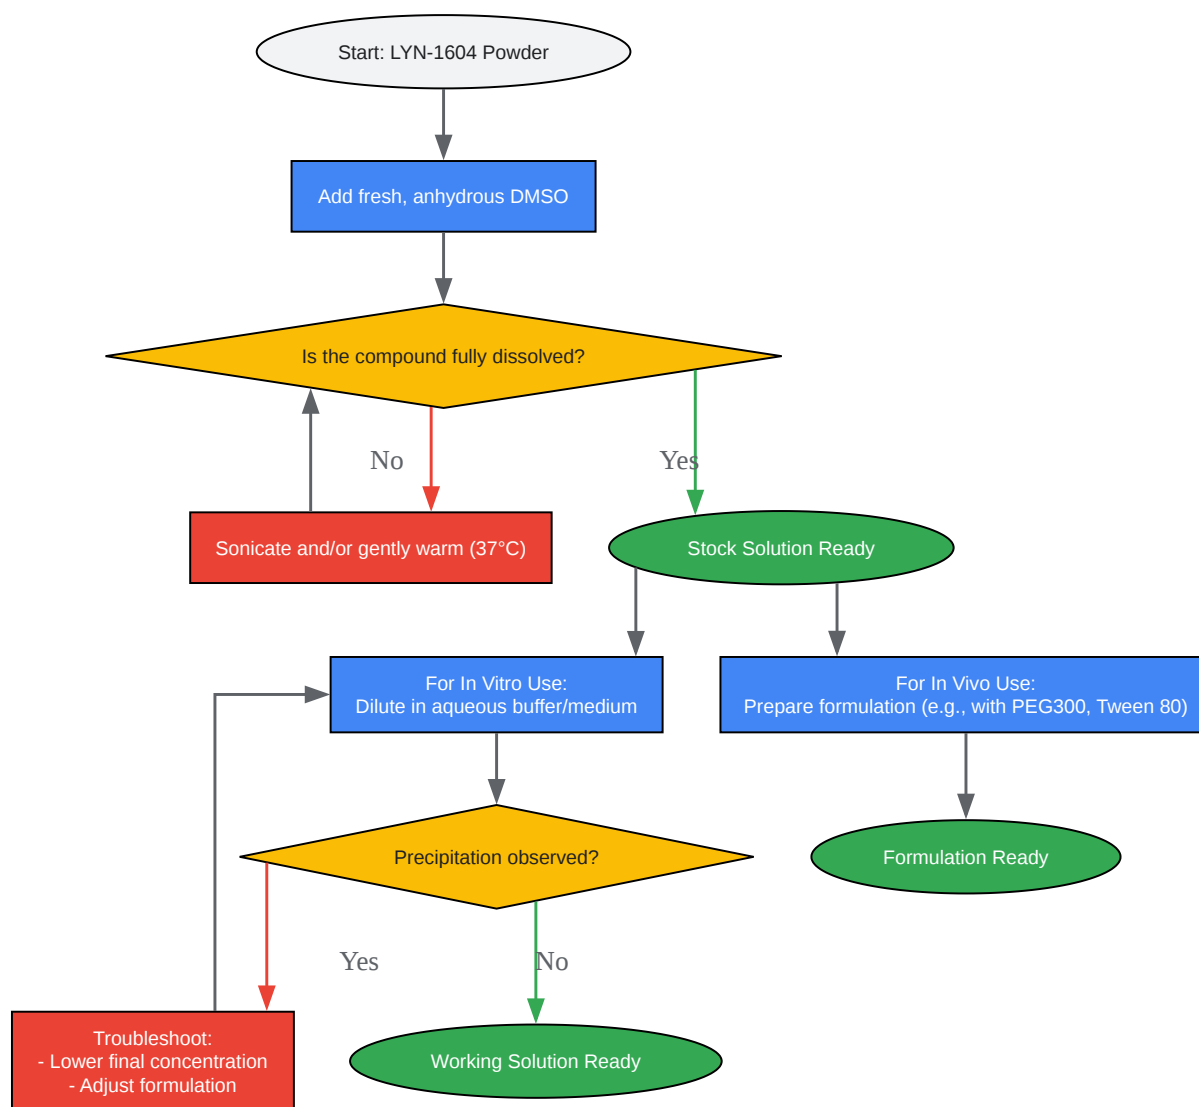 Start: LYN-1604 Powder
Add fresh, anhydrous DMSO
Is the compound fully dissolved?
No
Yes
Sonicate and/or gently warm (37°C)
Stock Solution Ready
For In Vitro Use:
Dilute in aqueous buffer/medium
For In Vivo Use:
Prepare formulation (e.g., with PEG300, Tween 80)
Precipitation observed?
Formulation Ready
Yes
No
Troubleshoot:
- Lower final concentration
- Adjust formulation
Working Solution Ready